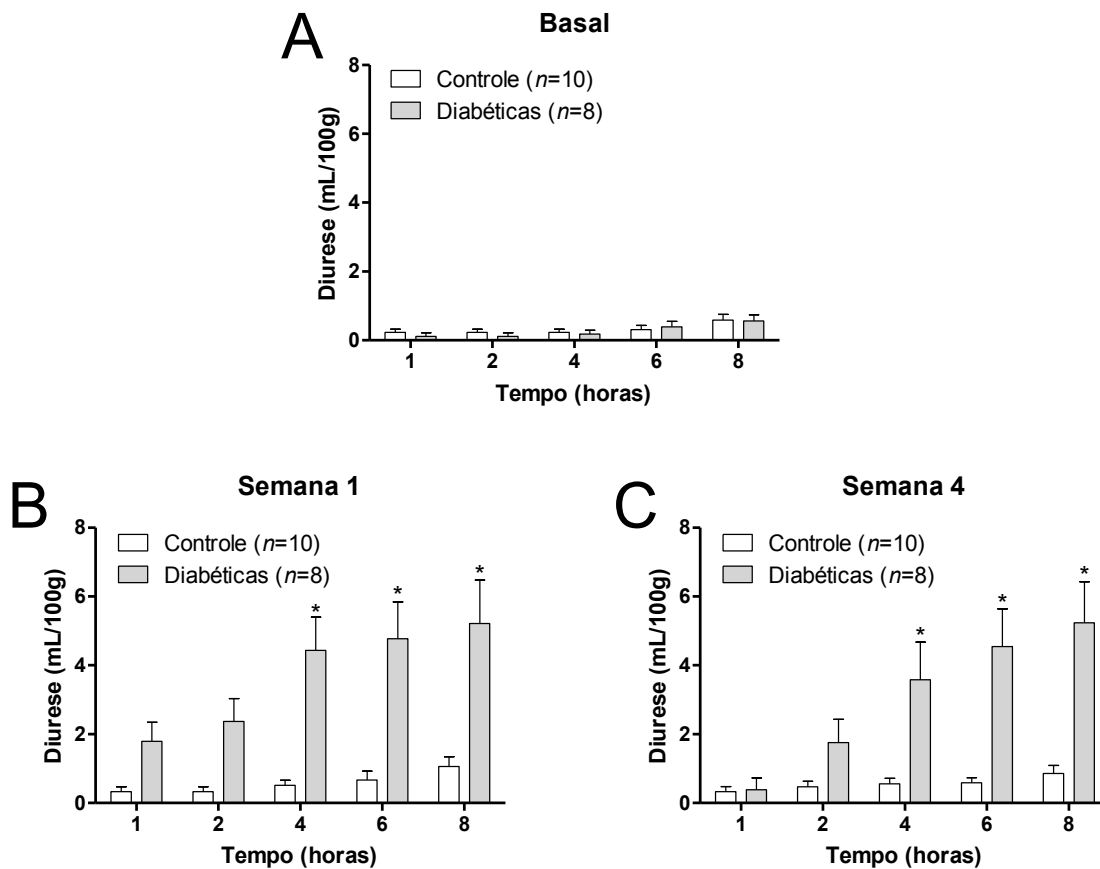 A
Basal
Controle (n=10)
Diabéticas (n=8)
Diurese (mL/100g)
8
6
4
2
0
1 2 4 6 8
Tempo (horas)
B
Semana 1
Controle (n=10)
Diabéticas (n=8)
Diurese (mL/100g)
8
6
4
2
0
* * *
1 2 4 6 8
Tempo (horas)
C
Semana 4
Controle (n=10)
Diabéticas (n=8)
Diurese (mL/100g)
8
6
4
2
0
* * *
1 2 4 6 8
Tempo (horas)